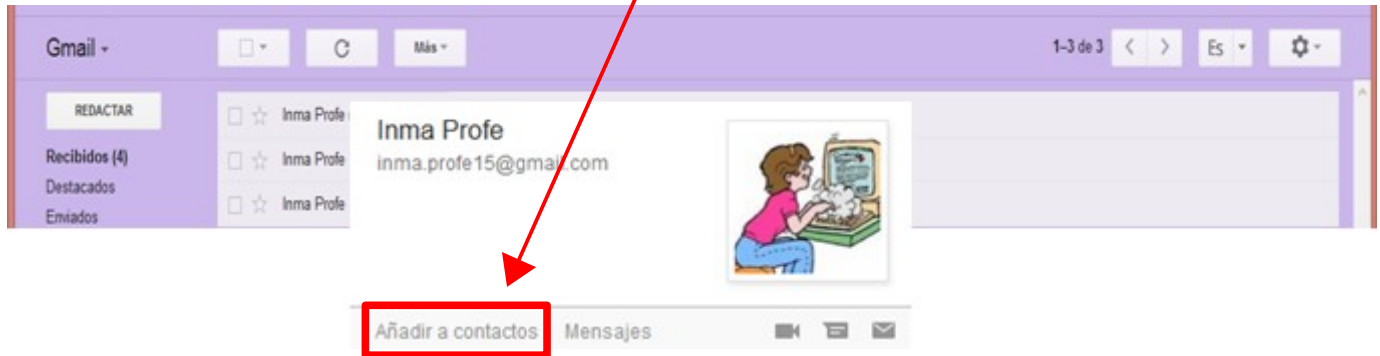 Gmail
Más
1–3 de 3
Es
REDACTAR
Recibidos (4)
Destacados
Enviados
Inma Profe
Inma Profe
Inma Profe
Inma Profe
inma.profe15@gmail.com
Añadir a contactos
Mensajes